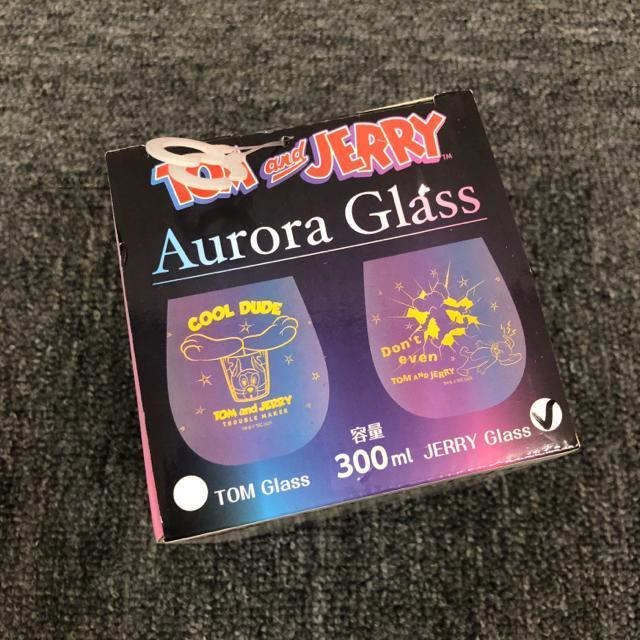 TOM and JERRY™
Aurora Glass
COOL DUDE
TOM and JERRY
TROUBLE MAKER
Don't
even
TOM AND JERRY
容量
300ml
TOM Glass
JERRY Glass